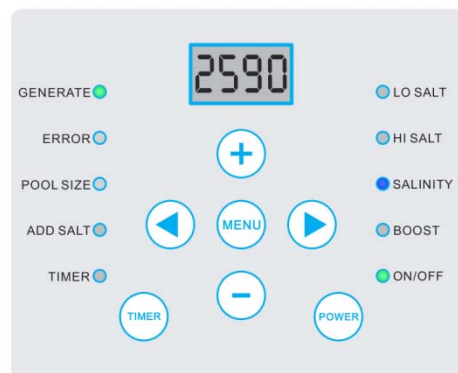 2590
GENERATE
LO SALT
ERROR
HI SALT
POOL SIZE
SALINITY
ADD SALT
MENU
BOOST
TIMER
ON/OFF
TIMER
POWER